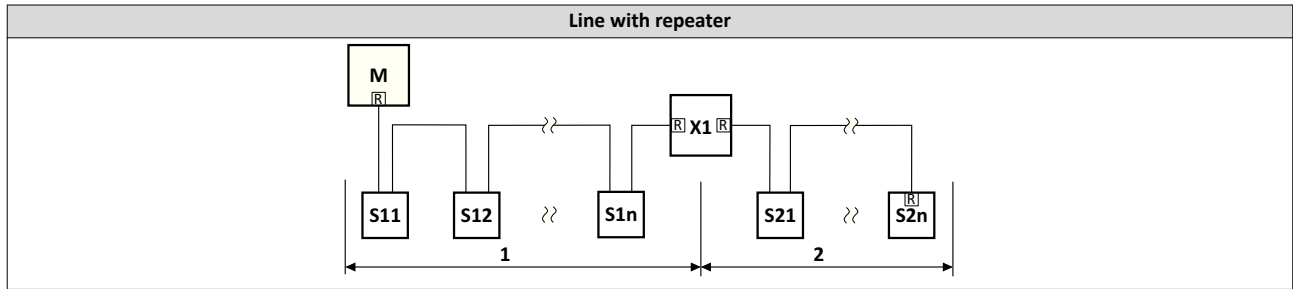 Line with repeater
M
R
R X1 R
S11 S12 S1n S21 R S2n
1 2